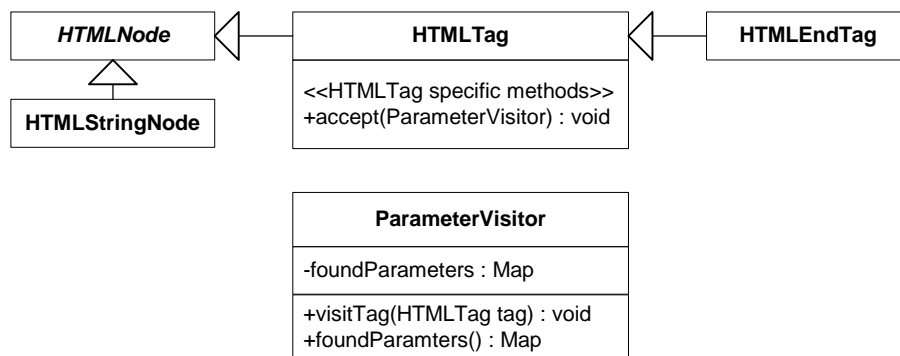 HTMLNode
HTMLTag
HTMLEndTag
<<HTMLTag specific methods>>
+accept(ParameterVisitor) : void
HTMLStringNode
ParameterVisitor
-foundParameters : Map
+visitTag(HTMLTag tag) : void
+foundParamters() : Map